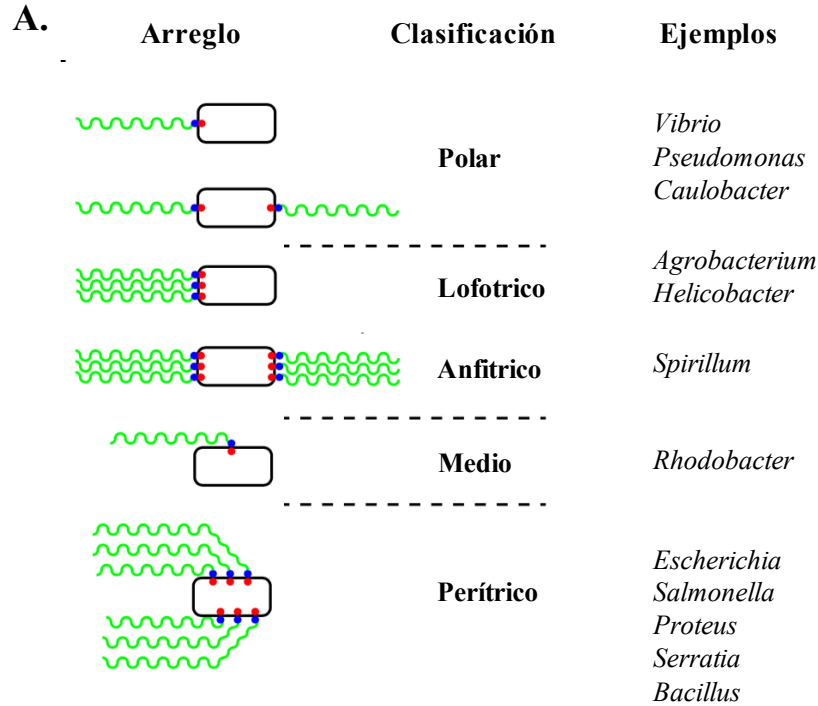 A.
Arreglo Clasificación Ejemplos
Vibrio
Polar Pseudomonas
Caulobacter
Agrobacterium
Lofotrico Helicobacter
Anfitrico Spirillum
Medio Rhodobacter
Escherichia
Perítrico Salmonella
Proteus
Serratia
Bacillus